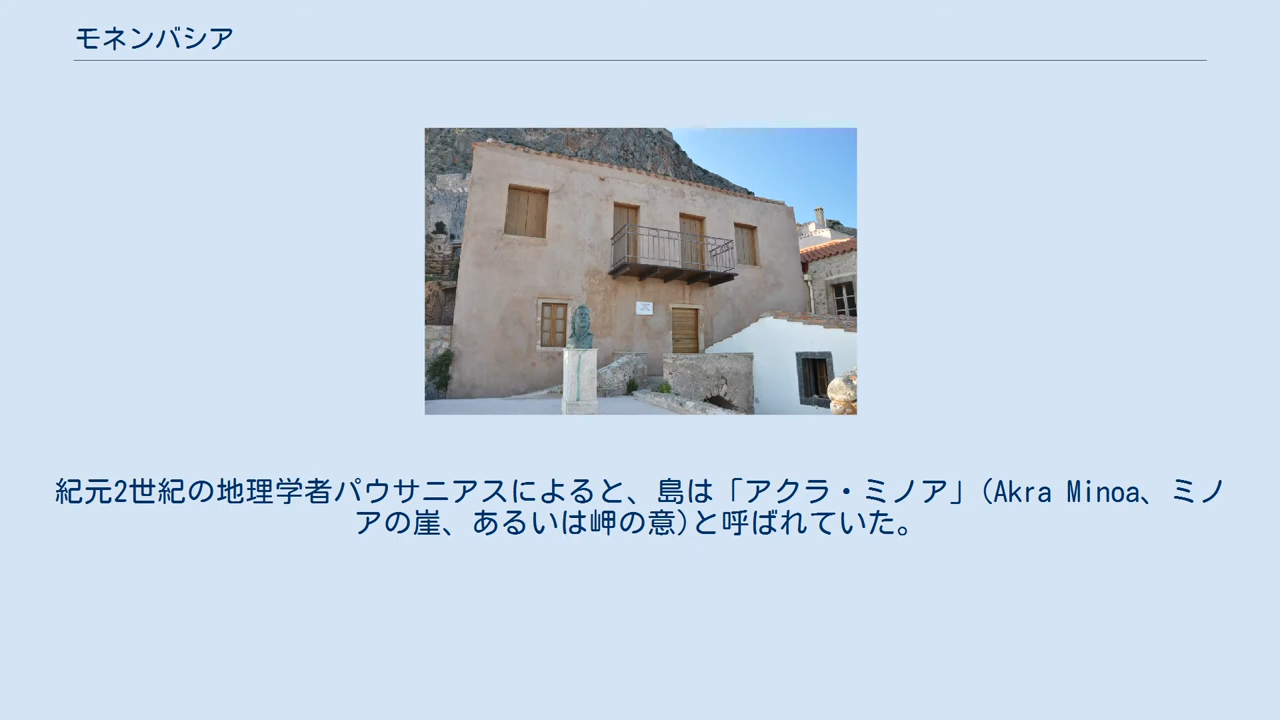 モネンバシア
紀元2世紀の地理学者パウサニアスによると、島は「アクラ・ミノア」(Akra Minoa、ミノ
アの崖、あるいは岬の意)と呼ばれていた。